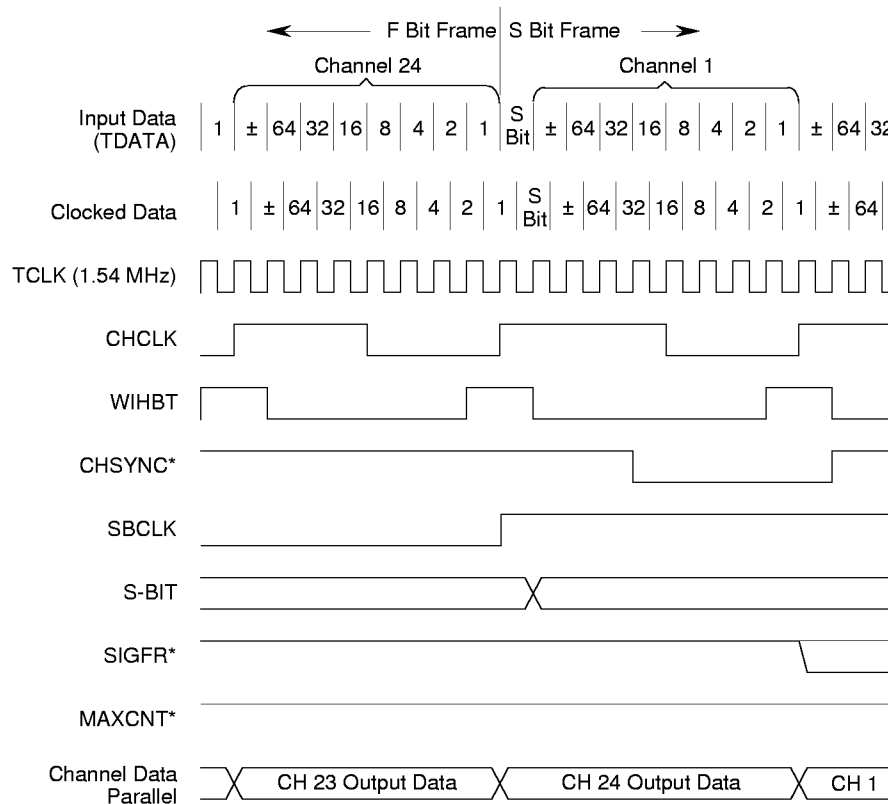 F Bit Frame S Bit Frame
Channel 24 Channel 1
Input Data (TDATA) 1 ± 64 32 16 8 4 2 1 S Bit ± 64 32 16 8 4 2 1 ± 64 32
Clocked Data 1 ± 64 32 16 8 4 2 1 S Bit ± 64 32 16 8 4 2 1 ± 64
TCLK (1.54 MHz)
CHCLK
WIHBT
CHSYNC*
SBCLK
S-BIT
SIGFR*
MAXCNT*
Channel Data Parallel CH 23 Output Data CH 24 Output Data CH 1